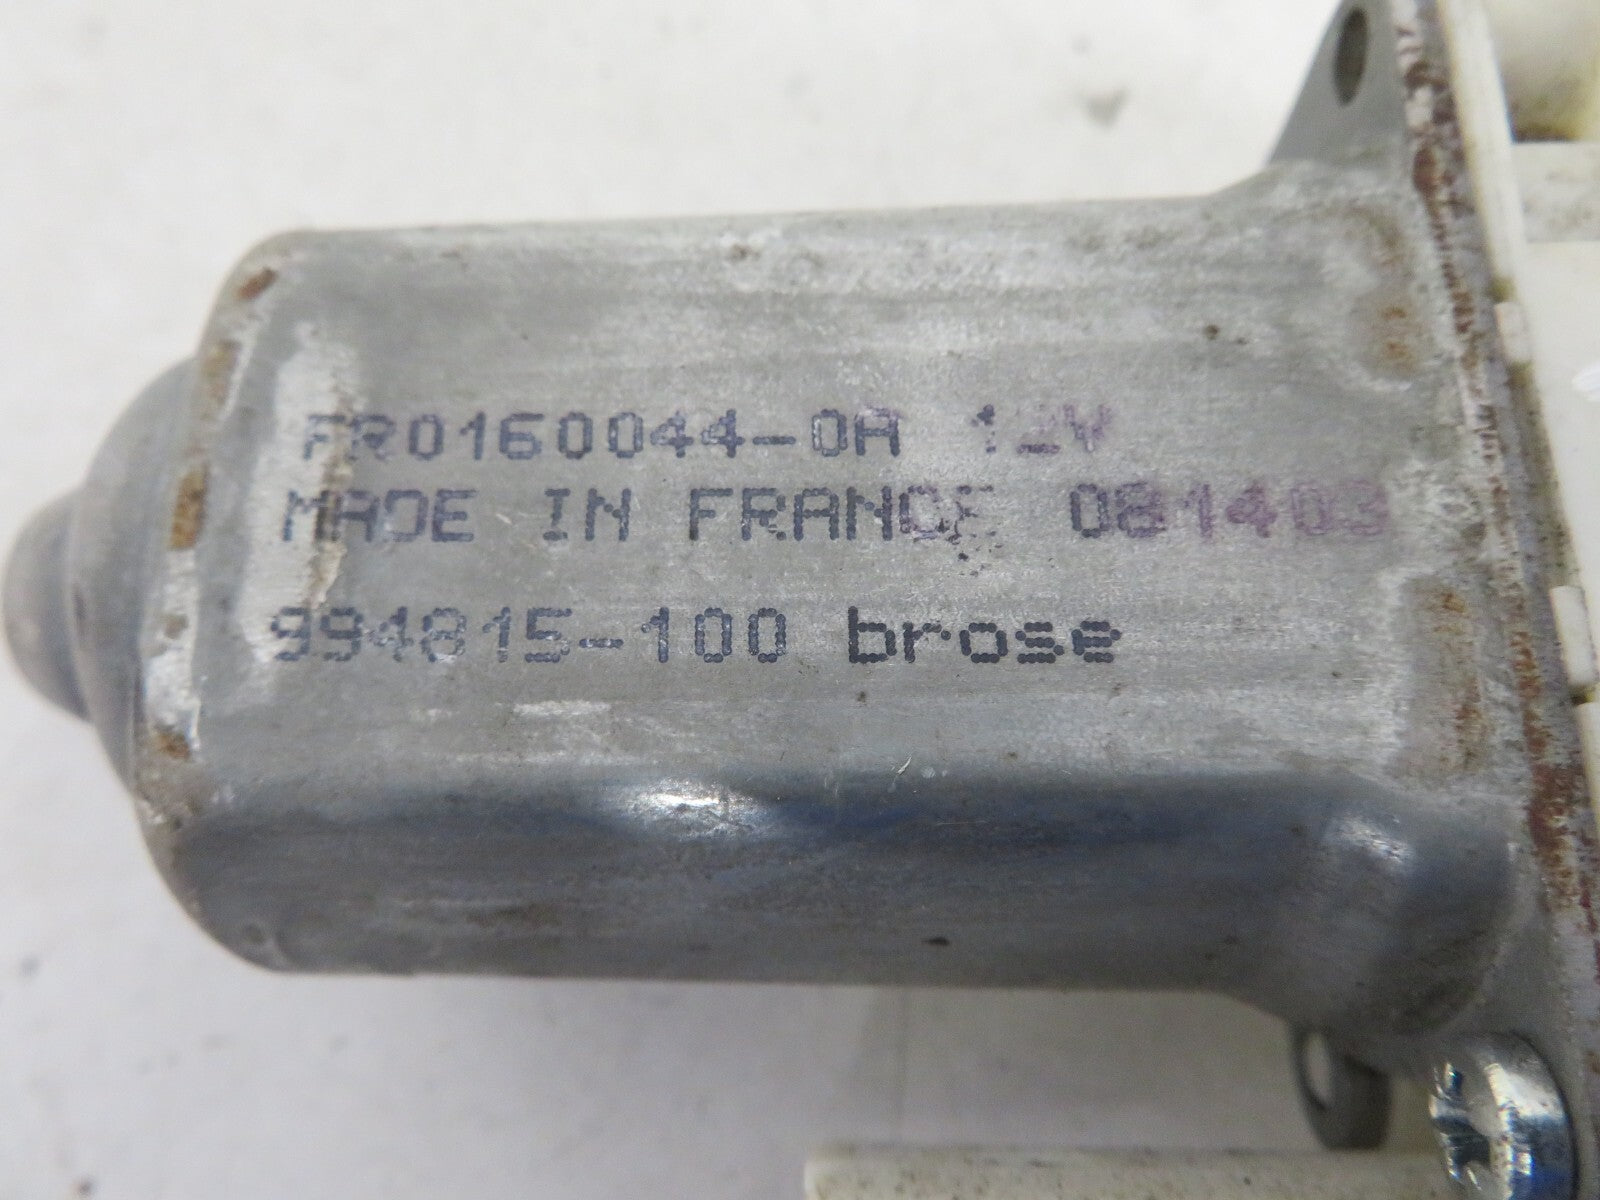 FR0160044-0A 12V
MADE IN FRANCE 081403
994815-100 brose